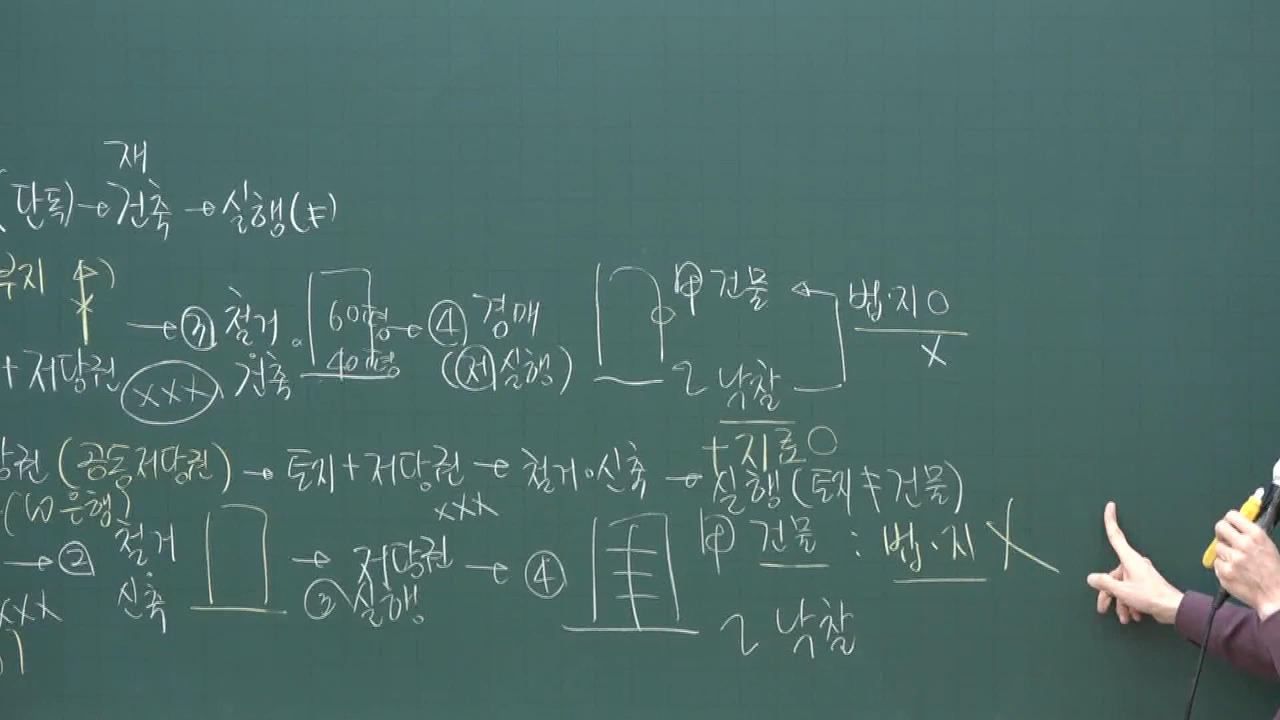 재
(단독)→건축→실행(≠)
부지
+저당권 xxx
→③철거.건축
60평
40평
→④경매
(저실행)
甲건물
법.지○
x
乙낙찰
+지료○
당권(공동저당권)→토지+저당권→철거.신축→실행(토지≠건물)
xxx
(W은행)
→②철거
신축
xxx
→저당권
③실행
→④
甲건물:법.지X
乙낙찰